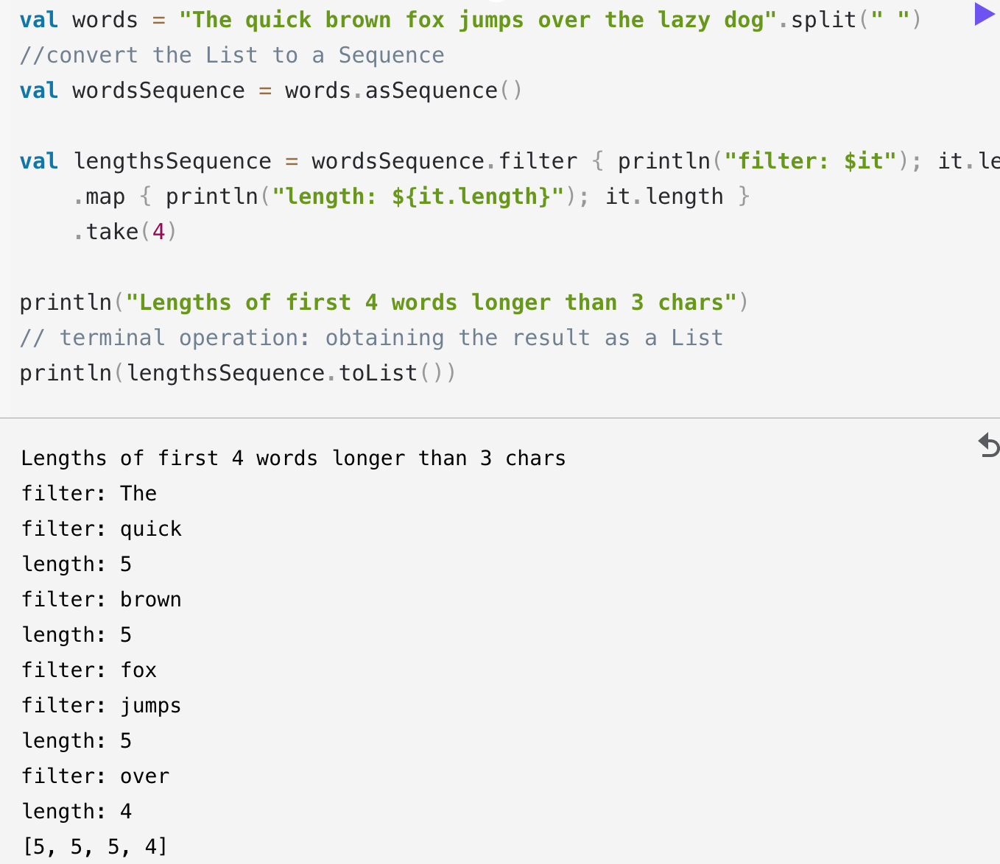 val words = "The quick brown fox jumps over the lazy dog".split(" ")
//convert the List to a Sequence
val wordsSequence = words.asSequence()

val lengthsSequence = wordsSequence.filter { println("filter: $it"); it.le
    .map { println("length: ${it.length}"); it.length }
    .take(4)

println("Lengths of first 4 words longer than 3 chars")
// terminal operation: obtaining the result as a List
println(lengthsSequence.toList())

Lengths of first 4 words longer than 3 chars
filter: The
filter: quick
length: 5
filter: brown
length: 5
filter: fox
filter: jumps
length: 5
filter: over
length: 4
[5, 5, 5, 4]